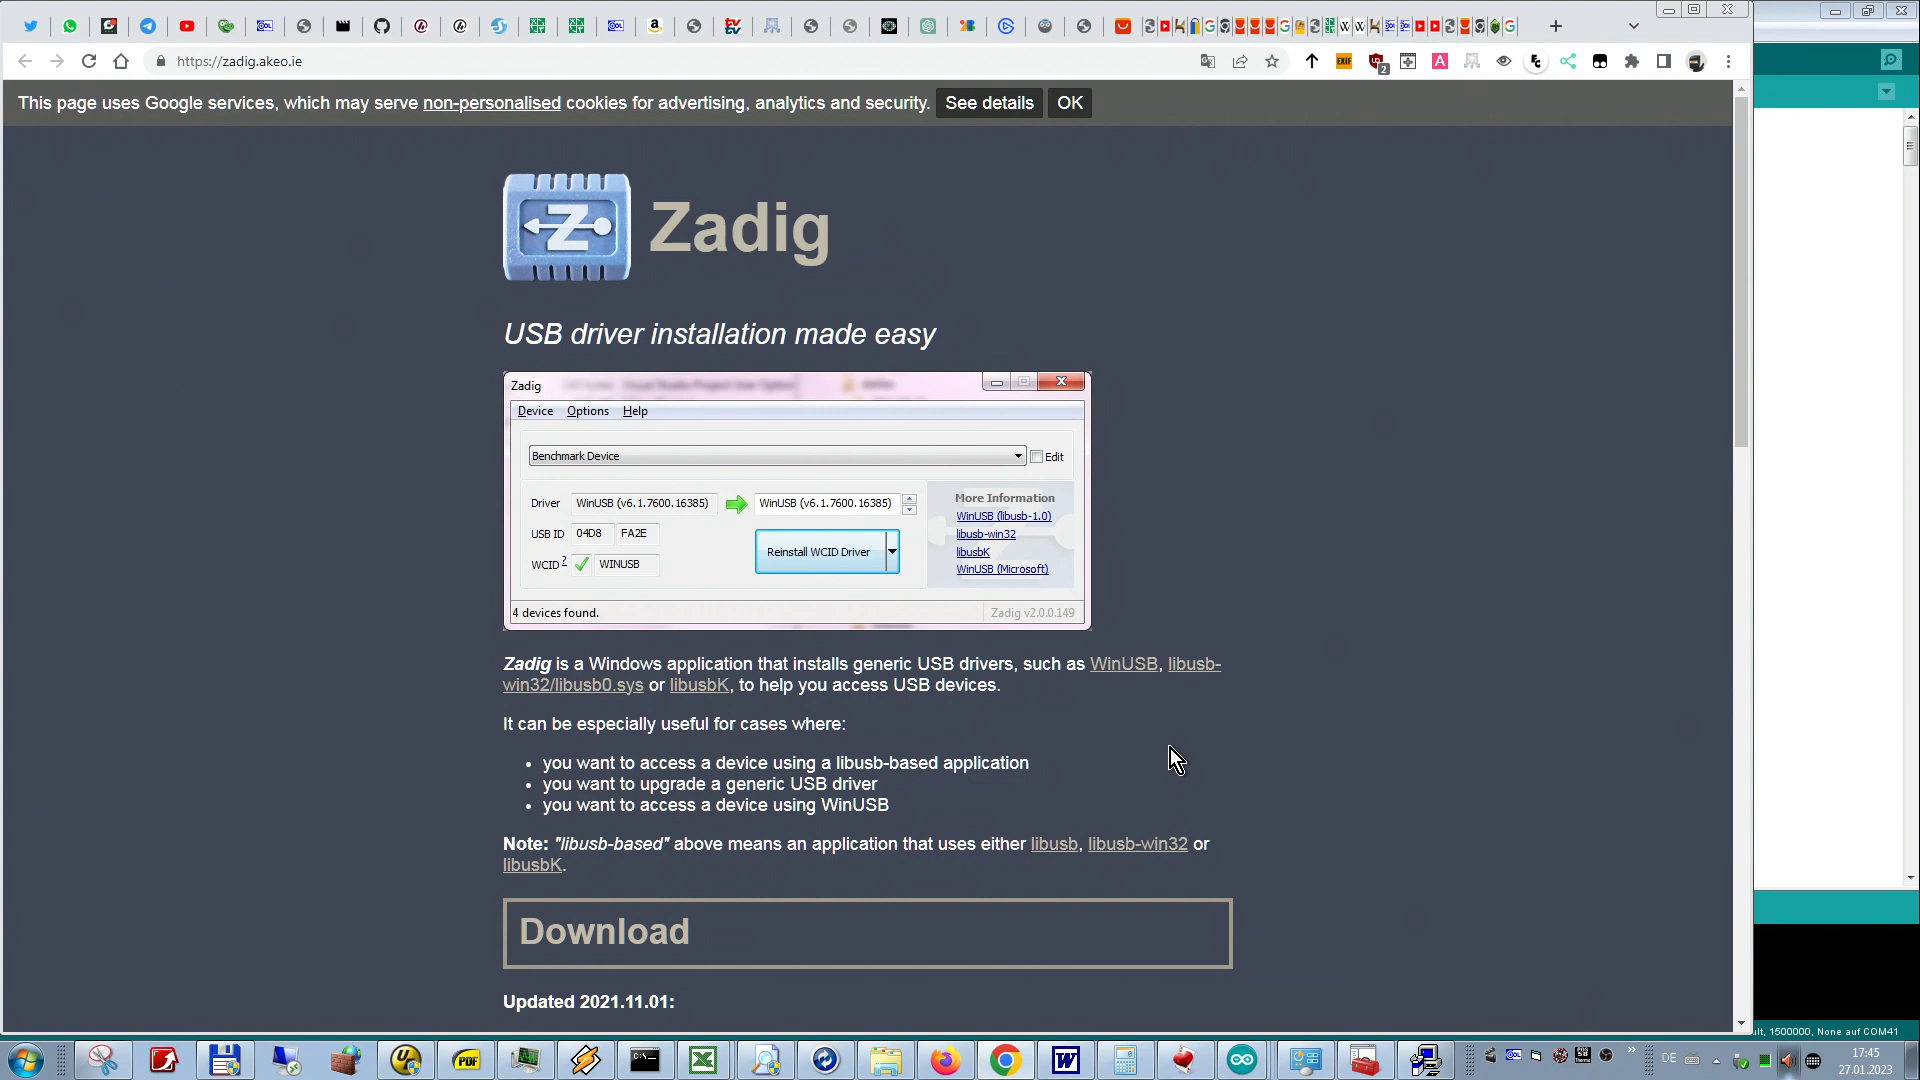 https://zadig.akeo.ie
EXIF
2
A
This page uses Google services, which may serve non-personalised cookies for advertising, analytics and security. See details OK
Z
Zadig
USB driver installation made easy
Zadig
Device Options Help
Benchmark Device Edit
Driver WinUSB (v6.1.7600.16385) WinUSB (v6.1.7600.16385)
USB ID 04D8 FA2E
WCID ? WINUSB
Reinstall WCID Driver
More Information
WinUSB (libusb-1.0)
libusb-win32
libusbK
WinUSB (Microsoft)
4 devices found. Zadig v2.0.0.149
Zadig is a Windows application that installs generic USB drivers, such as WinUSB, libusb-
win32/libusb0.sys or libusbK, to help you access USB devices.
It can be especially useful for cases where:
• you want to access a device using a libusb-based application
• you want to upgrade a generic USB driver
• you want to access a device using WinUSB
Note: "libusb-based" above means an application that uses either libusb, libusb-win32 or
libusbK.
Download
Updated 2021.11.01:
ult, 1500000, None auf COM41
PDF
DE
17:45
27.01.2023